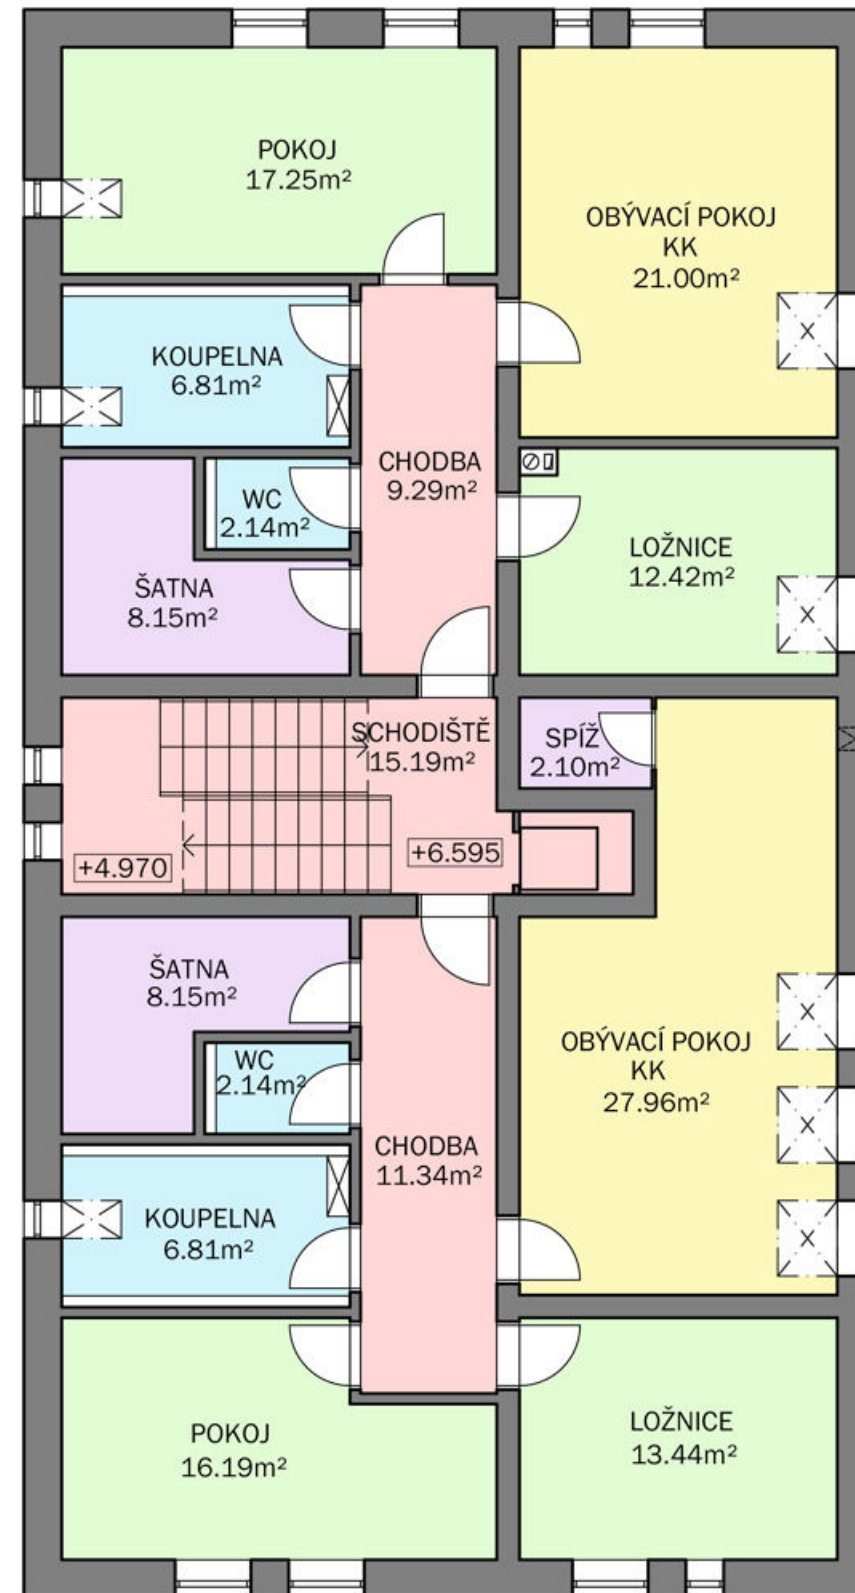 POKOJ
17.25m²
OBÝVACÍ POKOJ
KK
21.00m²
KOUPELNA
6.81m²
CHODBA
9.29m²
WC
2.14m²
LOŽNICE
12.42m²
ŠATNA
8.15m²
SCHODIŠTĚ
15.19m²
SPÍŽ
2.10m²
+4.970
+6.595
ŠATNA
8.15m²
WC
2.14m²
OBÝVACÍ POKOJ
KK
27.96m²
CHODBA
11.34m²
KOUPELNA
6.81m²
POKOJ
16.19m²
LOŽNICE
13.44m²